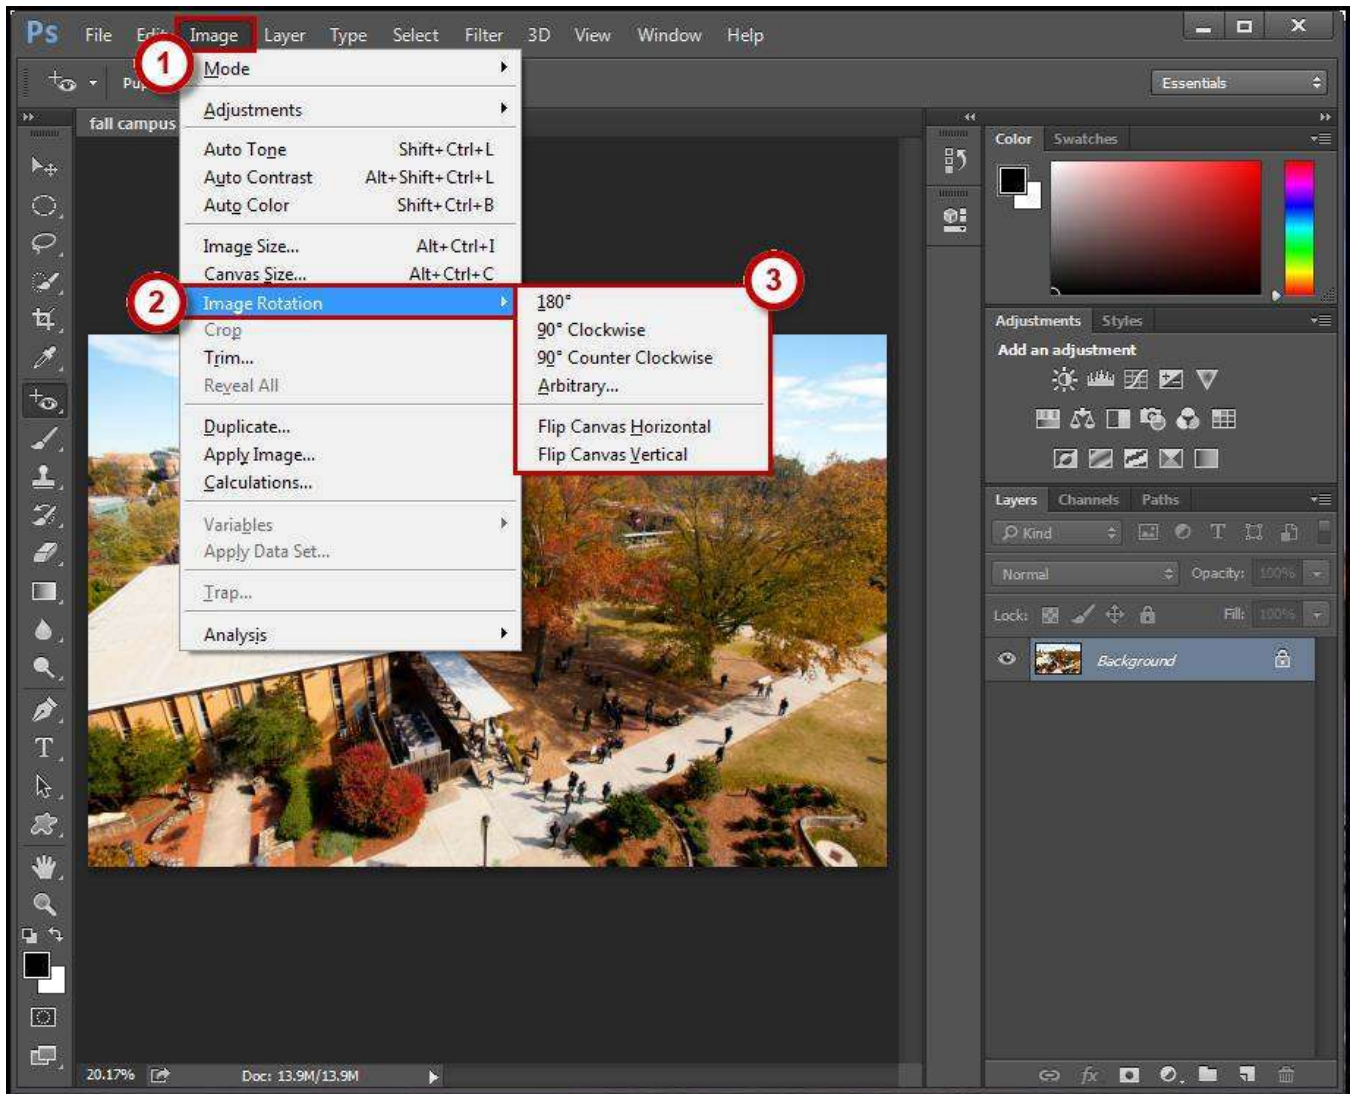 Ps File Edit Image Layer Type Select Filter 3D View Window Help
1
Mode
Essentials
Adjustments
fall campus
Auto Tone Shift+Ctrl+L
Auto Contrast Alt+Shift+Ctrl+L
Auto Color Shift+Ctrl+B
Image Size... Alt+Ctrl+I
Canvas Size... Alt+Ctrl+C
2
Image Rotation
Crop
Trim...
Reveal All
Duplicate...
Apply Image...
Calculations...
Variables
Apply Data Set...
Trap...
Analysis
3
180°
90° Clockwise
90° Counter Clockwise
Arbitrary...
Flip Canvas Horizontal
Flip Canvas Vertical
Color Swatches
Adjustments Styles
Add an adjustment
Layers Channels Paths
Kind T
Normal Opacity: 100%
Lock: Fill: 100%
Background
T
fx
20.17% Doc: 13.9M/13.9M